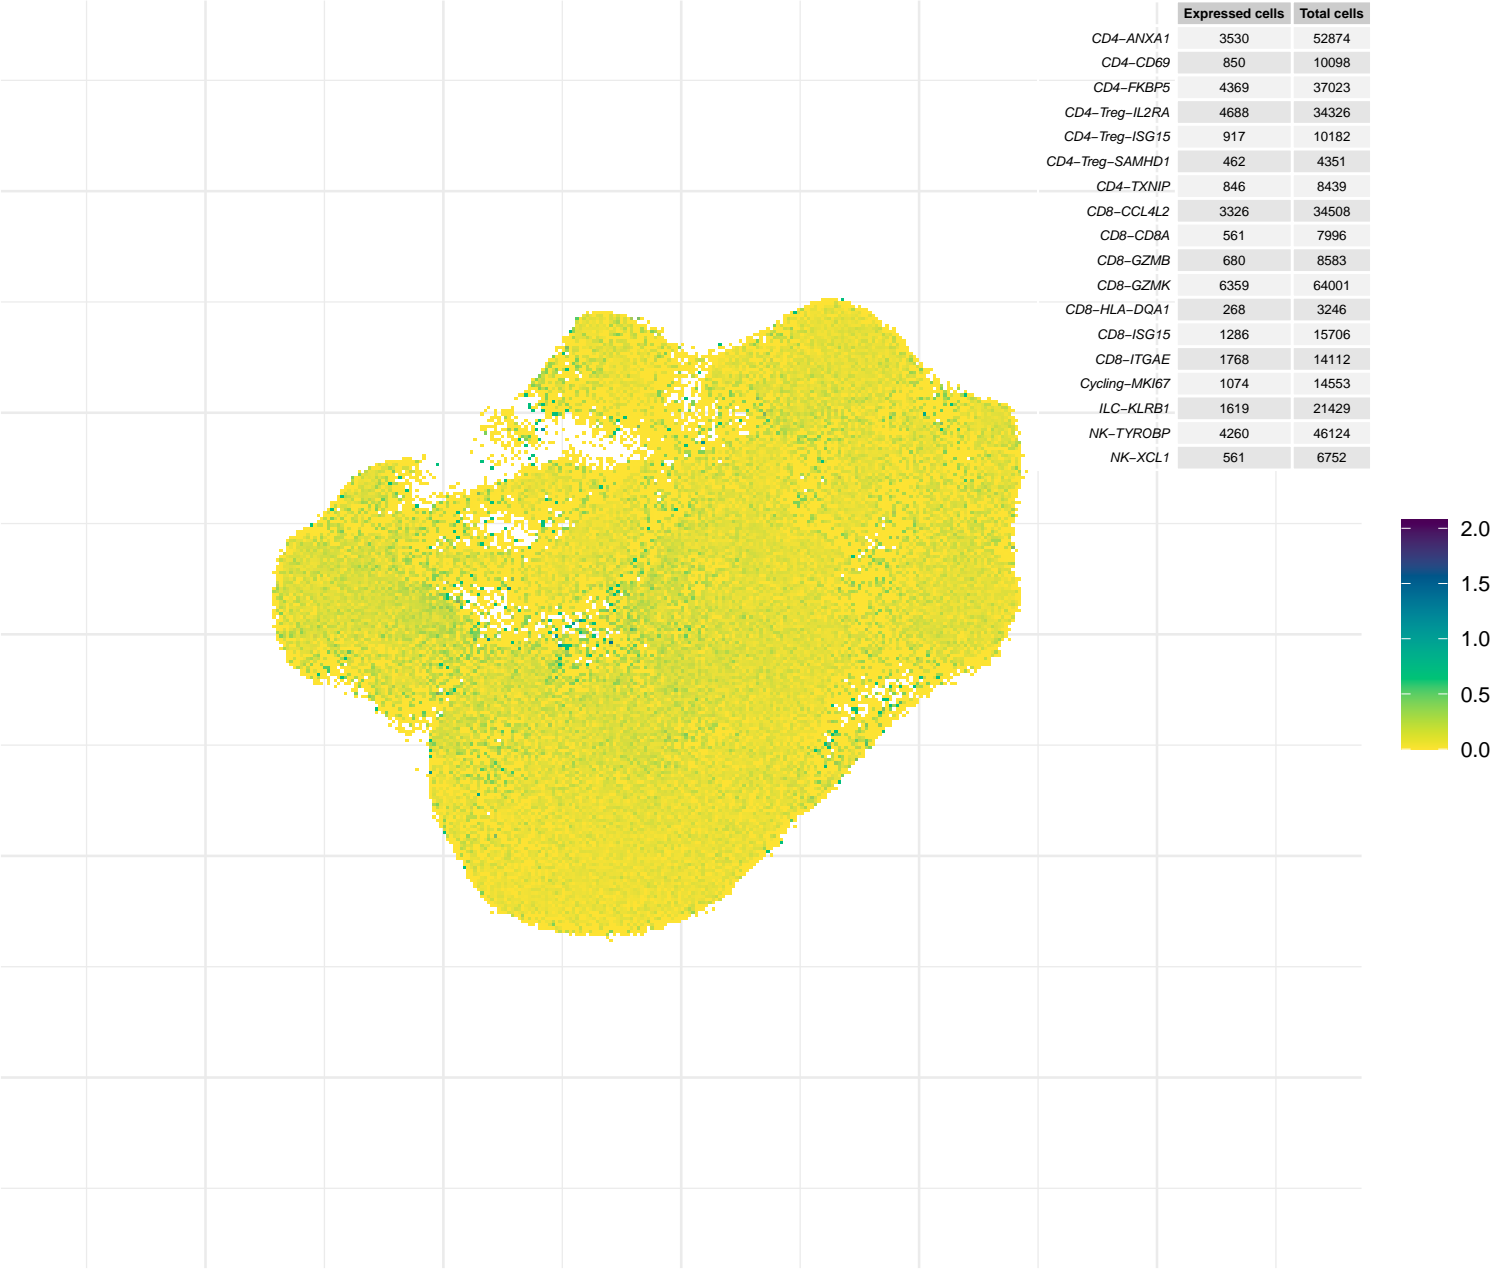 Expressed cells Total cells
CD4−ANXA1 3530 52874
CD4−CD69 850 10098
CD4−FKBP5 4369 37023
CD4−Treg−IL2RA 4688 34326
CD4−Treg−ISG15 917 10182
CD4−Treg−SAMHD1 462 4351
CD4−TXNIP 846 8439
CD8−CCL4L2 3326 34508
CD8−CD8A 561 7996
CD8−GZMB 680 8583
CD8−GZMK 6359 64001
CD8−HLA−DQA1 268 3246
CD8−ISG15 1286 15706
CD8−ITGAE 1768 14112
Cycling−MKI67 1074 14553
ILC−KLRB1 1619 21429
NK−TYROBP 4260 46124
NK−XCL1 561 6752
2.0
1.5
1.0
0.5
0.0